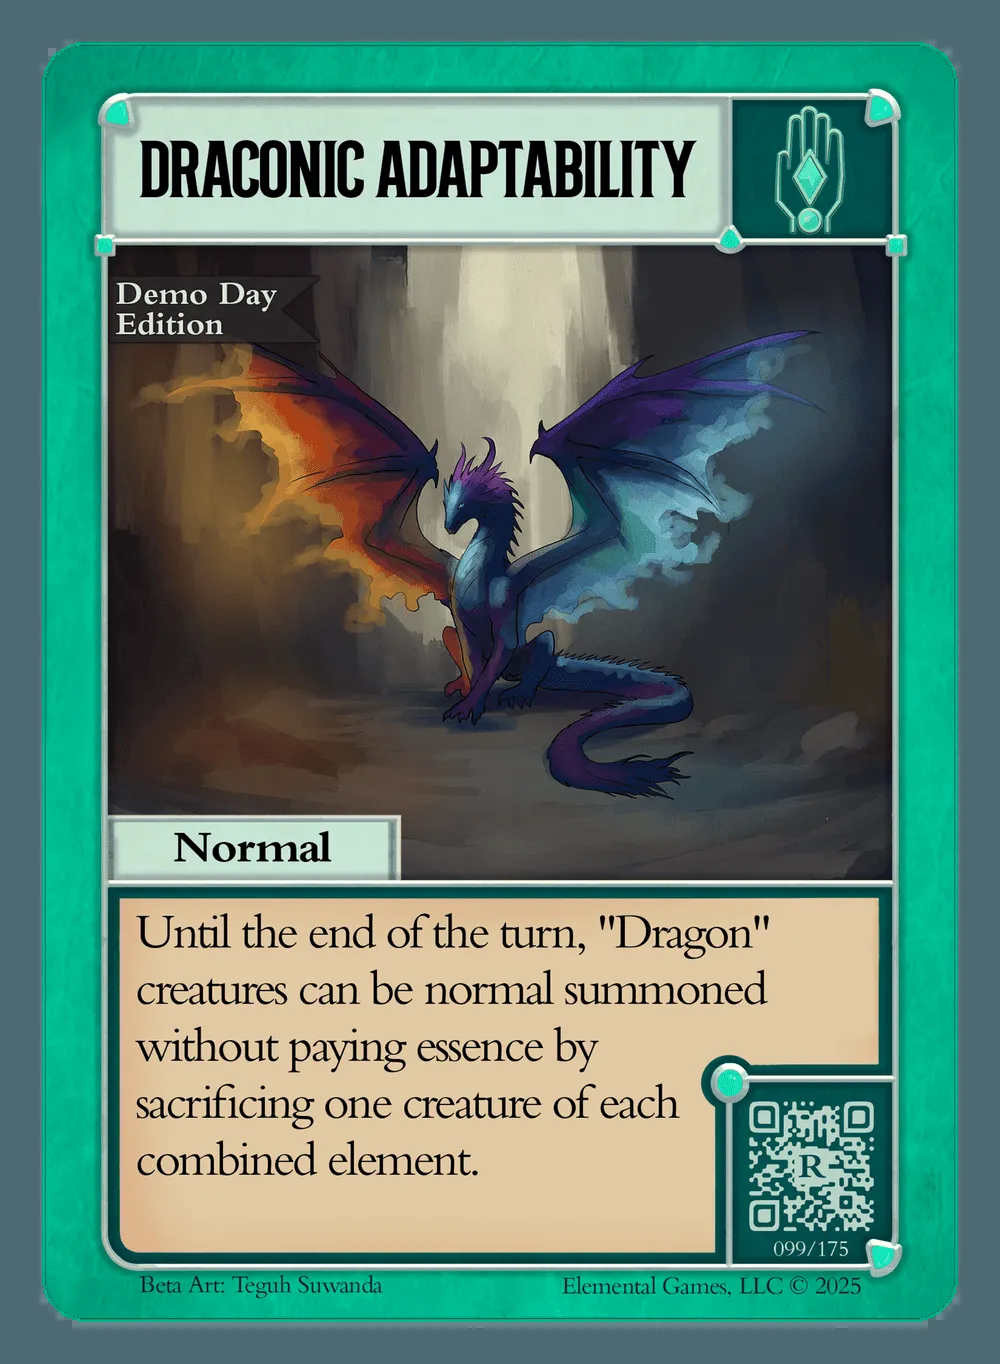 DRACONIC ADAPTABILITY
Demo Day
Edition
Normal
Until the end of the turn, "Dragon"
creatures can be normal summoned
without paying essence by
sacrificing one creature of each
combined element.
R
099/175
Beta Art: Teguh Suwanda
Elemental Games, LLC © 2025